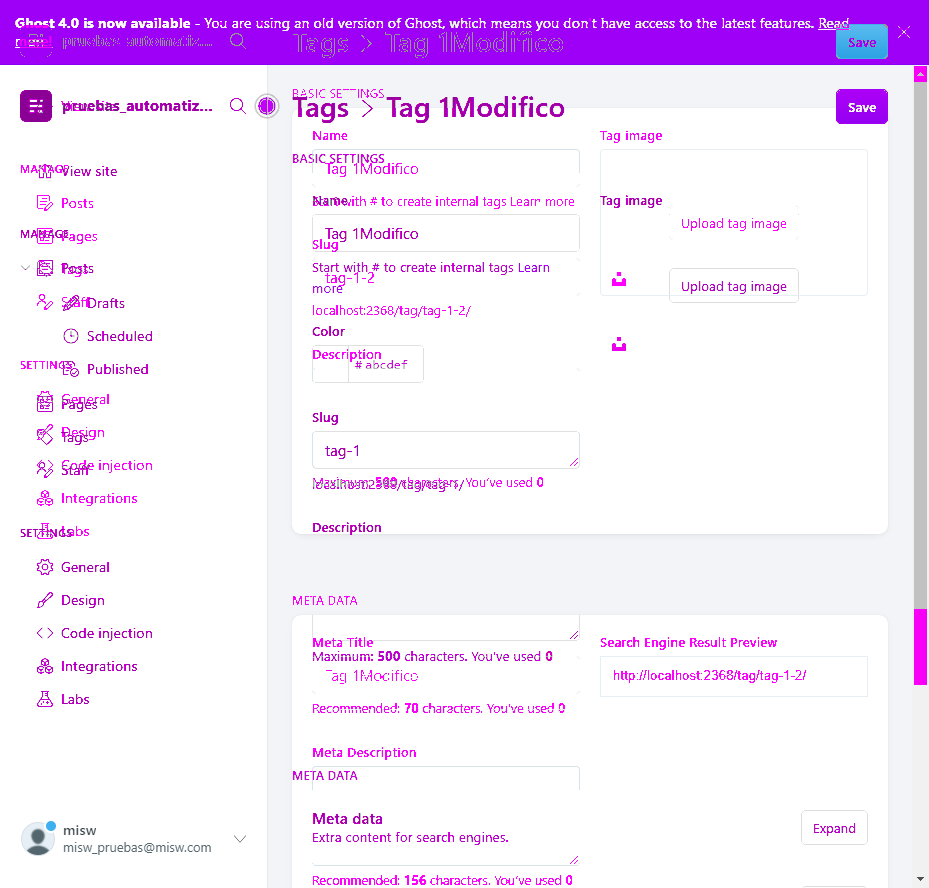 Ghost 4.0 is now available - You are using an old version of Ghost, which means you don't have access to the latest features. Read
more!
pruebas_automatiz....
Tags > Tag 1Modifico
Save
pruebas_automatiz...
View site
BASIC SETTINGS
Tags > Tag 1Modifico
Save
Name
Tag image
MANAGE
View site
BASIC SETTINGS
Tag 1Modifico
Posts
Start with # to create internal tags Learn more
Name
Tag image
Upload tag image
MANAGE
Pages
Tag 1Modifico
Slug
Tags
Posts
Start with # to create internal tags Learn
more
tag-1-2
Upload tag image
Staff
Drafts
localhost:2368/tag/tag-1-2/
Scheduled
Color
Description
SETTINGS
Published
# abcdef
General
Pages
Slug
Design
Tags
tag-1
Code injection
Staff
Maximum: 500 characters. You've used 0
localhost:2368/tag/tag-1/
Integrations
Labs
SETTINGS
Description
General
Design
META DATA
Code injection
Meta Title
Search Engine Result Preview
Maximum: 500 characters. You've used 0
Integrations
Tag 1Modifico
http://localhost:2368/tag/tag-1-2/
Labs
Recommended: 70 characters. You've used 0
Meta Description
META DATA
Meta data
Extra content for search engines.
Expand
misw
misw_pruebas@misw.com
Recommended: 156 characters. You've used 0